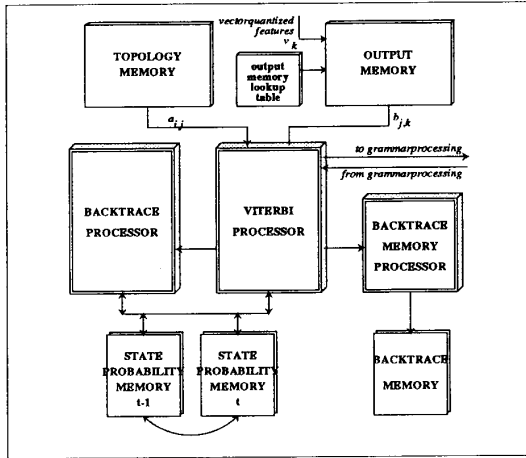 vectorquantized
features
v k
TOPOLOGY
MEMORY
output
memory
lookup
table
OUTPUT
MEMORY
a i,j
b j,k
to grammarprocessing
from grammarprocessing
BACKTRACE
PROCESSOR
VITERBI
PROCESSOR
BACKTRACE
MEMORY
PROCESSOR
STATE
PROBABILITY
MEMORY
t-1
STATE
PROBABILITY
MEMORY
t
BACKTRACE
MEMORY